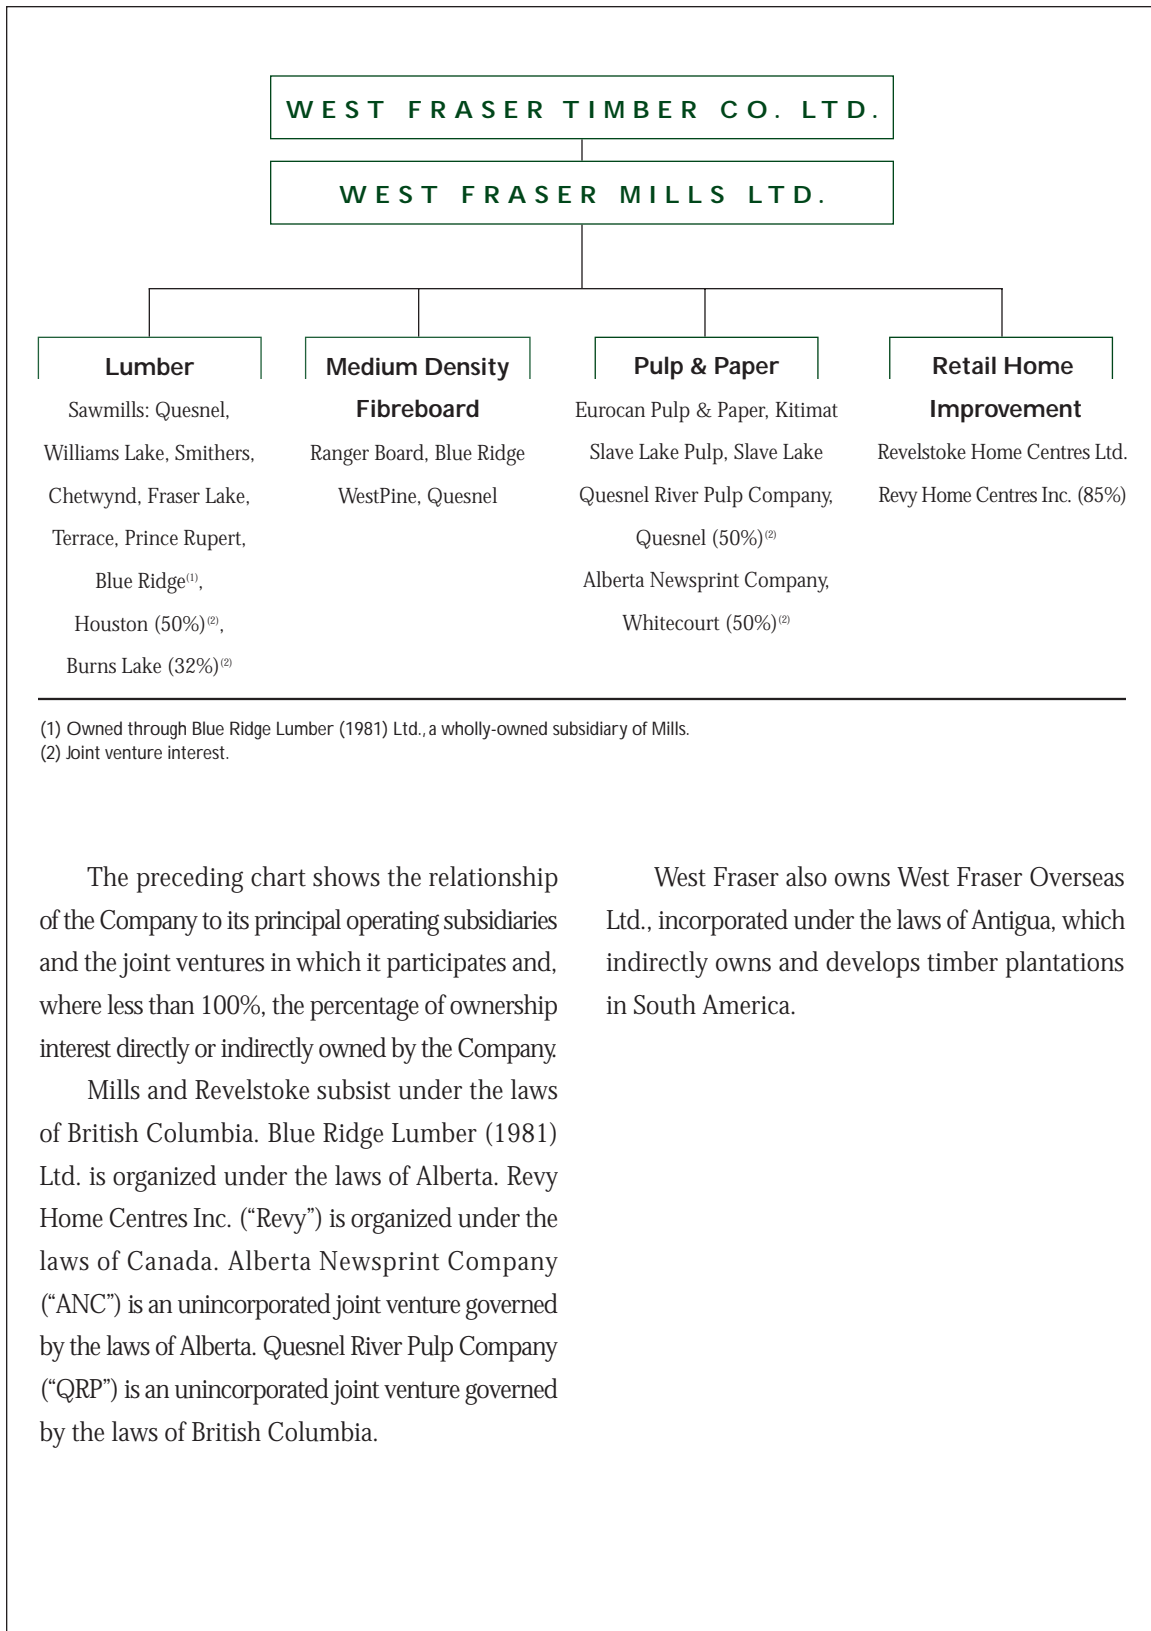 WEST FRASER TIMBER CO. LTD.
WEST FRASER MILLS LTD.
Lumber
Sawmills: Quesnel,
Williams Lake, Smithers,
Chetwynd, Fraser Lake,
Terrace, Prince Rupert,
Blue Ridge(1),
Houston (50%)(2),
Burns Lake (32%)(2)
Medium Density
Fibreboard
Ranger Board, Blue Ridge
WestPine, Quesnel
Pulp & Paper
Eurocan Pulp & Paper, Kitimat
Slave Lake Pulp, Slave Lake
Quesnel River Pulp Company,
Quesnel (50%)(2)
Alberta Newsprint Company,
Whitecourt (50%)(2)
Retail Home
Improvement
Revelstoke Home Centres Ltd.
Revy Home Centres Inc. (85%)
(1) Owned through Blue Ridge Lumber (1981) Ltd., a wholly-owned subsidiary of Mills.
(2) Joint venture interest.
The preceding chart shows the relationship
of the Company to its principal operating subsidiaries
and the joint ventures in which it participates and,
where less than 100%, the percentage of ownership
interest directly or indirectly owned by the Company.
Mills and Revelstoke subsist under the laws
of British Columbia. Blue Ridge Lumber (1981)
Ltd. is organized under the laws of Alberta. Revy
Home Centres Inc. (“Revy”) is organized under the
laws of Canada. Alberta Newsprint Company
(“ANC”) is an unincorporated joint venture governed
by the laws of Alberta. Quesnel River Pulp Company
(“QRP”) is an unincorporated joint venture governed
by the laws of British Columbia.
West Fraser also owns West Fraser Overseas
Ltd., incorporated under the laws of Antigua, which
indirectly owns and develops timber plantations
in South America.